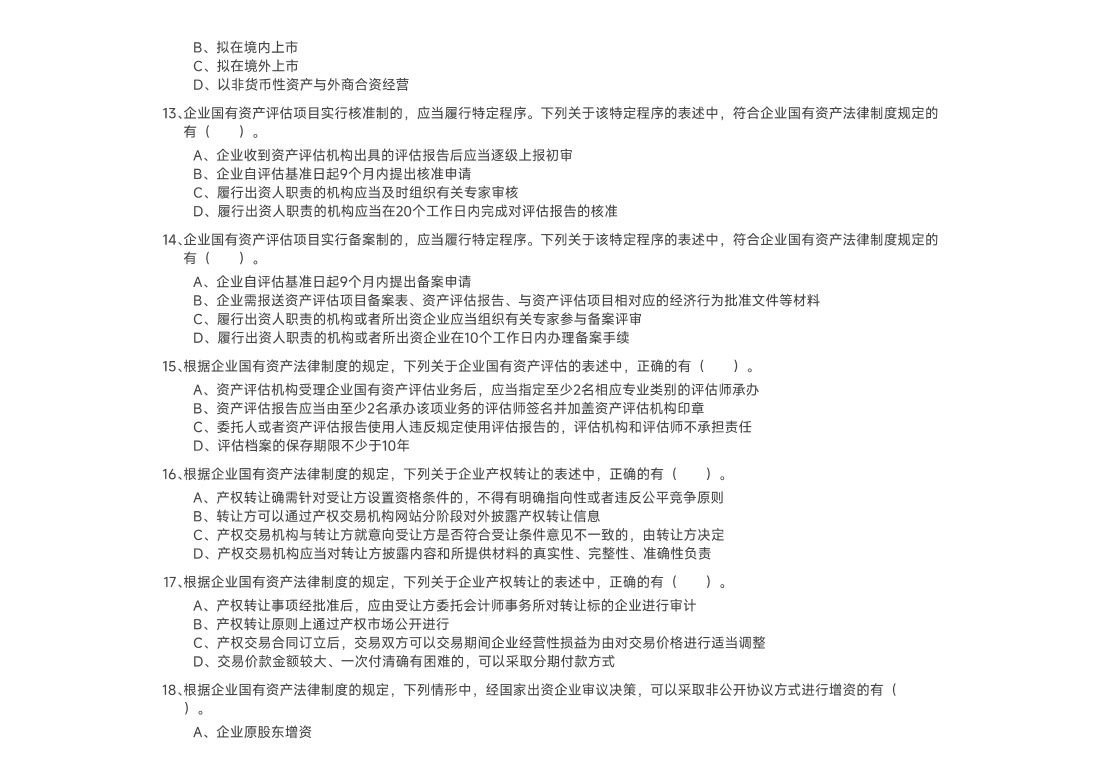 B、拟在境内上市
C、拟在境外上市
D、以非货币性资产与外商合资经营
13、企业国有资产评估项目实行核准制的，应当履行特定程序。下列关于该特定程序的表述中，符合企业国有资产法律制度规定的
有（　　）。
A、企业收到资产评估机构出具的评估报告后应当逐级上报初审
B、企业自评估基准日起9个月内提出核准申请
C、履行出资人职责的机构应当及时组织有关专家审核
D、履行出资人职责的机构应当在20个工作日内完成对评估报告的核准
14、企业国有资产评估项目实行备案制的，应当履行特定程序。下列关于该特定程序的表述中，符合企业国有资产法律制度规定的
有（　　）。
A、企业自评估基准日起9个月内提出备案申请
B、企业需报送资产评估项目备案表、资产评估报告、与资产评估项目相对应的经济行为批准文件等材料
C、履行出资人职责的机构或者所出资企业应当组织有关专家参与备案评审
D、履行出资人职责的机构或者所出资企业在10个工作日内办理备案手续
15、根据企业国有资产法律制度的规定，下列关于企业国有资产评估的表述中，正确的有（　　）。
A、资产评估机构受理企业国有资产评估业务后，应当指定至少2名相应专业类别的评估师承办
B、资产评估报告应当由至少2名承办该项业务的评估师签名并加盖资产评估机构印章
C、委托人或者资产评估报告使用人违反规定使用评估报告的，评估机构和评估师不承担责任
D、评估档案的保存期限不少于10年
16、根据企业国有资产法律制度的规定，下列关于企业产权转让的表述中，正确的有（　　）。
A、产权转让确需针对受让方设置资格条件的，不得有明确指向性或者违反公平竞争原则
B、转让方可以通过产权交易机构网站分阶段对外披露产权转让信息
C、产权交易机构与转让方就意向受让方是否符合受让条件意见不一致的，由转让方决定
D、产权交易机构应当对转让方披露内容和所提供材料的真实性、完整性、准确性负责
17、根据企业国有资产法律制度的规定，下列关于企业产权转让的表述中，正确的有（　　）。
A、产权转让事项经批准后，应由受让方委托会计师事务所对转让标的企业进行审计
B、产权转让原则上通过产权市场公开进行
C、产权交易合同订立后，交易双方可以交易期间企业经营性损益为由对交易价格进行适当调整
D、交易价款金额较大、一次付清确有困难的，可以采取分期付款方式
18、根据企业国有资产法律制度的规定，下列情形中，经国家出资企业审议决策，可以采取非公开协议方式进行增资的有（
）。
A、企业原股东增资